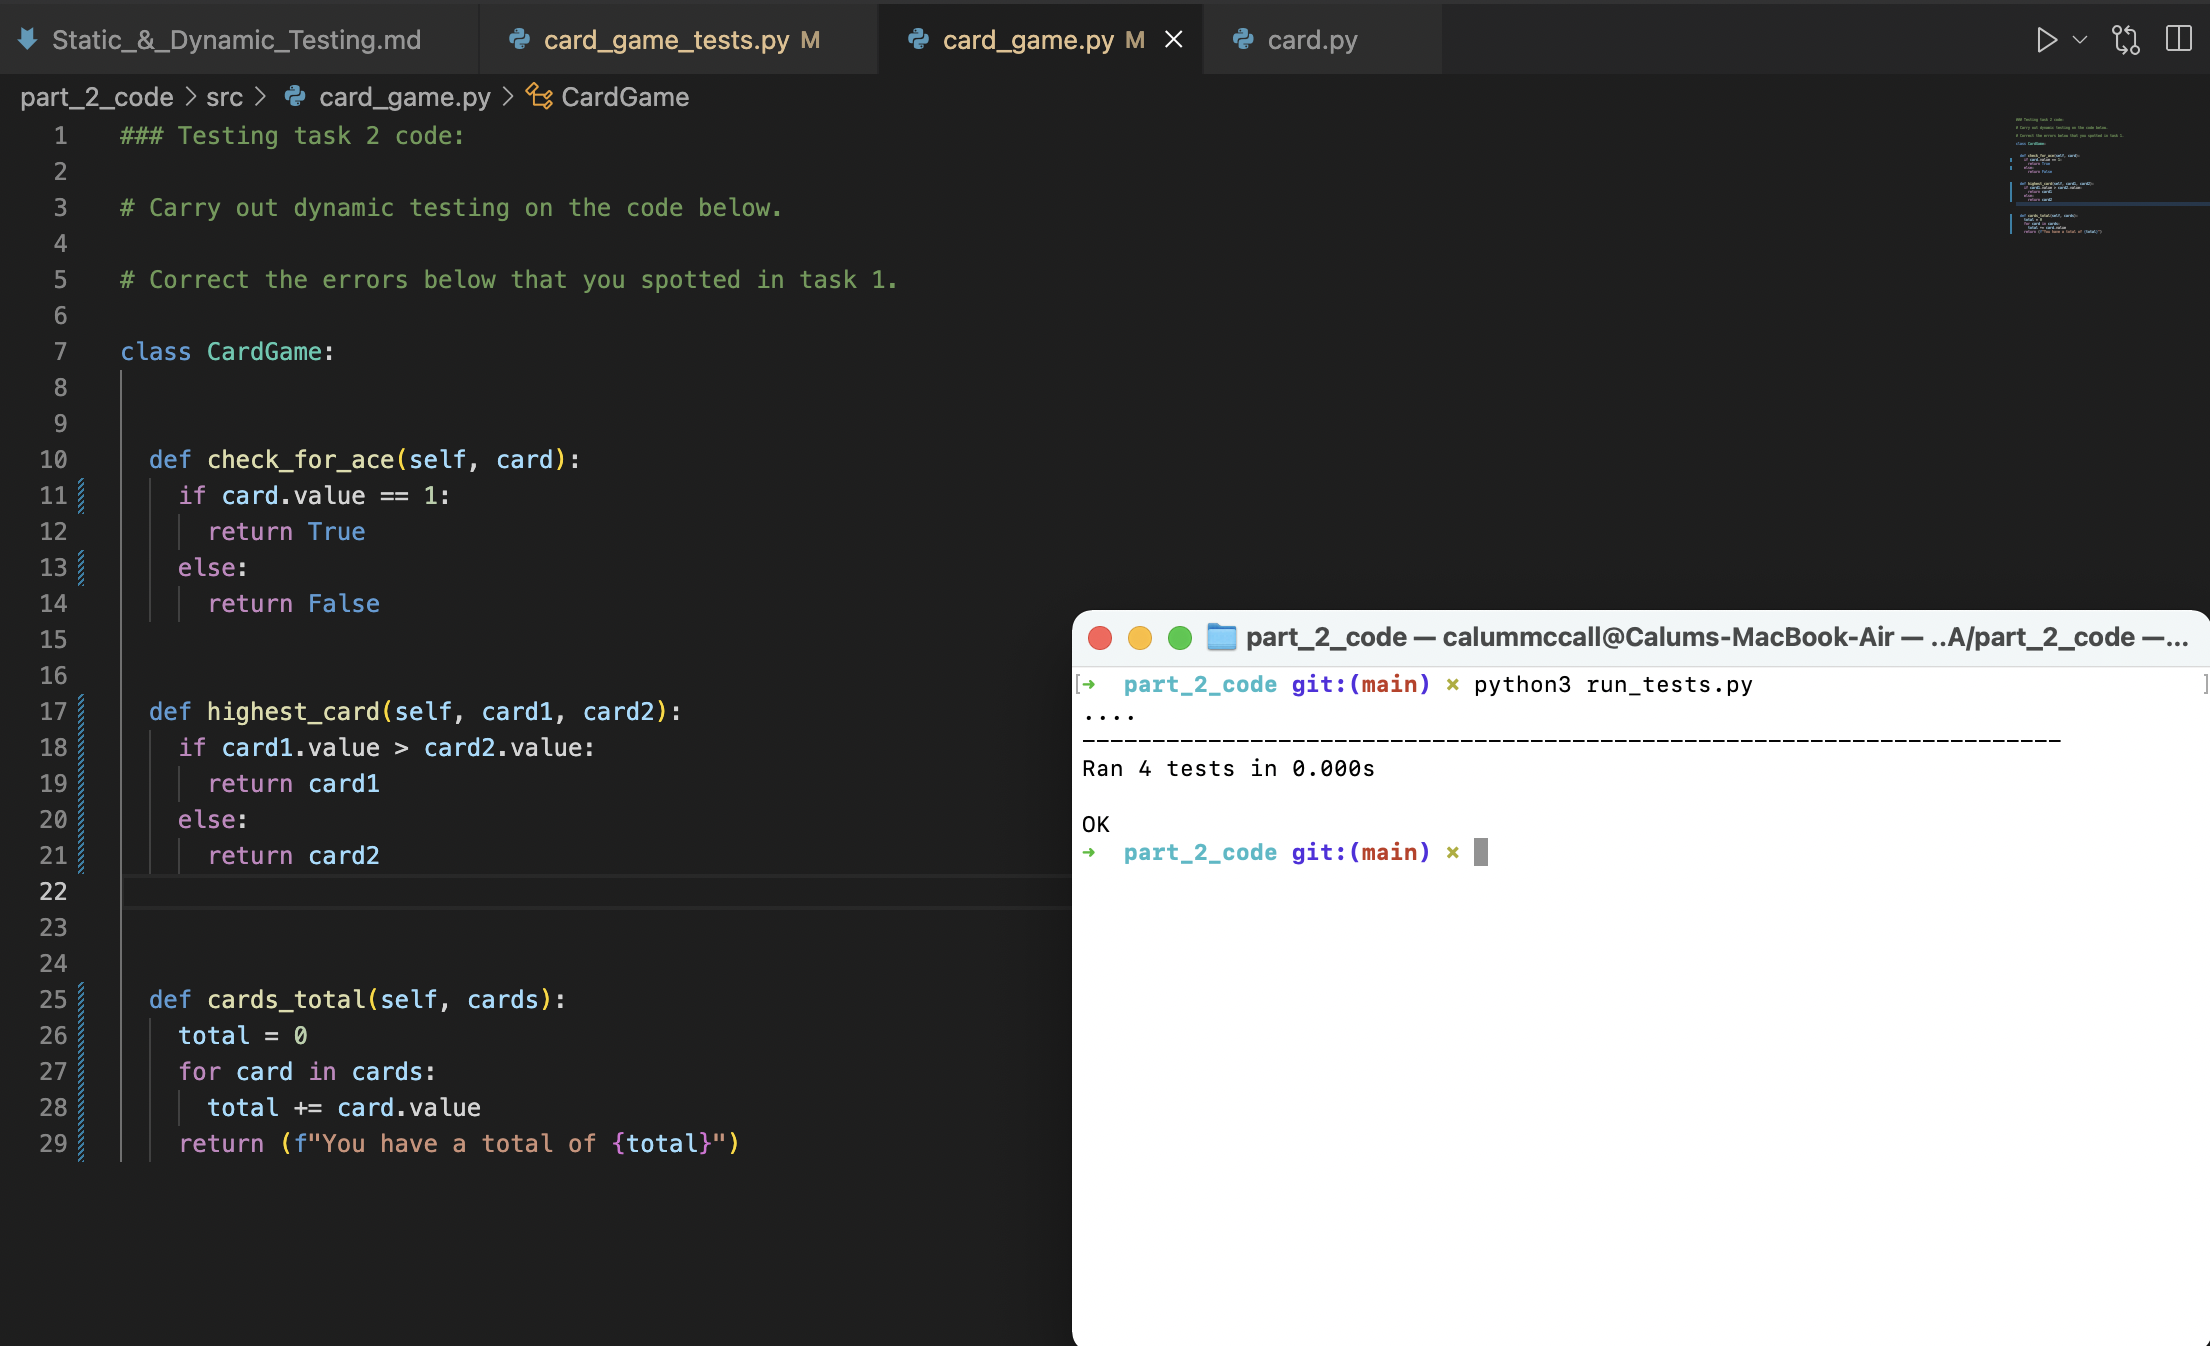 Static_&_Dynamic_Testing.md
card_game_tests.py M
card_game.py M
card.py
part_2_code > src > card_game.py > CardGame
1 ### Testing task 2 code:
2
3 # Carry out dynamic testing on the code below.
4
5 # Correct the errors below that you spotted in task 1.
6
7 class CardGame:
8
9
10 def check_for_ace(self, card):
11 if card.value == 1:
12 return True
13 else:
14 return False
15
16
17 def highest_card(self, card1, card2):
18 if card1.value > card2.value:
19 return card1
20 else:
21 return card2
22
23
24
25 def cards_total(self, cards):
26 total = 0
27 for card in cards:
28 total += card.value
29 return (f"You have a total of {total}")
part_2_code — calummccall@Calums-MacBook-Air — ..A/part_2_code —...
[➜ part_2_code git:(main) × python3 run_tests.py ]
....
----------------------------------------------------------------------
Ran 4 tests in 0.000s
OK
➜ part_2_code git:(main) ×